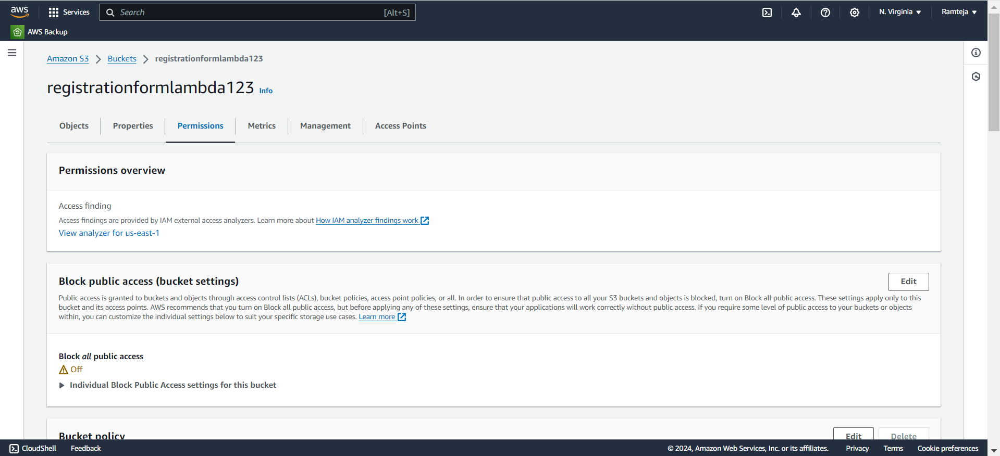 aws Services Search [Alt+S] N. Virginia Ramteja
AWS Backup
Amazon S3 Buckets registrationformlambda123
registrationformlambda123 Info
Objects Properties Permissions Metrics Management Access Points
Permissions overview
Access finding
Access findings are provided by IAM external access analyzers. Learn more about How IAM analyzer findings work
View analyzer for us-east-1
Block public access (bucket settings) Edit
Public access is granted to buckets and objects through access control lists (ACLs), bucket policies, access point policies, or all. In order to ensure that public access to all your S3 buckets and objects is blocked, turn on Block all public access. These settings apply only to this
bucket and its access points. AWS recommends that you turn on Block all public access, but before applying any of these settings, ensure that your applications will work correctly without public access. If you require some level of public access to your buckets or objects
within, you can customize the individual settings below to suit your specific storage use cases. Learn more
Block all public access
Off
Individual Block Public Access settings for this bucket
Bucket policy Edit Delete
CloudShell Feedback © 2024, Amazon Web Services, Inc. or its affiliates. Privacy Terms Cookie preferences